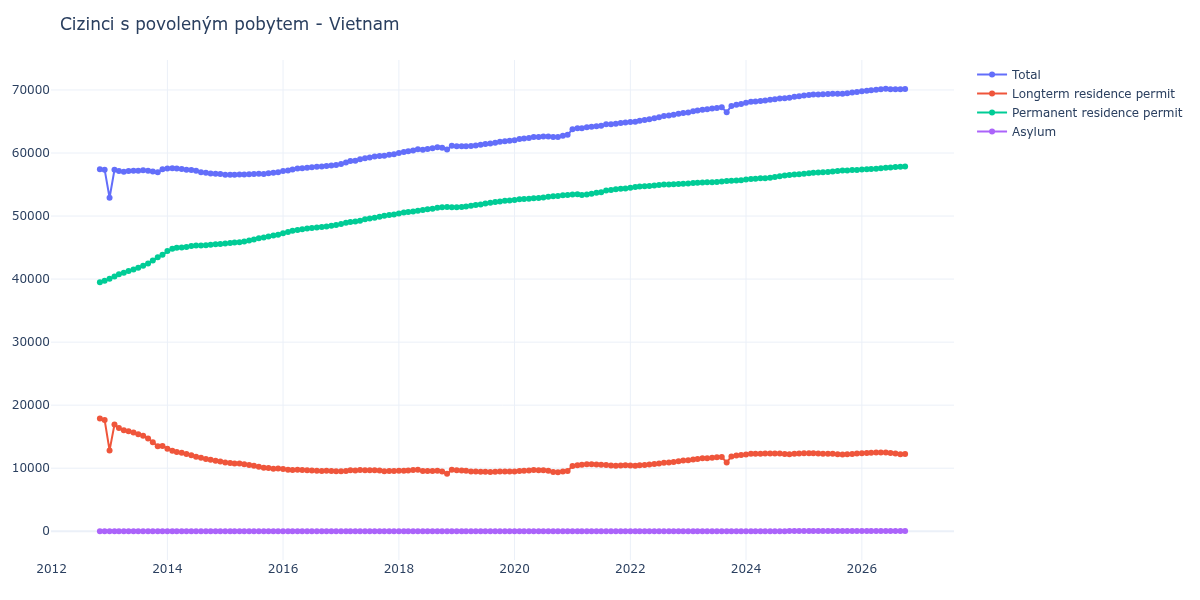 Cizinci s povoleným pobytem - Vietnam
Total
Longterm residence permit
Permanent residence permit
Asylum
70000
60000
50000
40000
30000
20000
10000
0
2012 2014 2016 2018 2020 2022 2024 2026